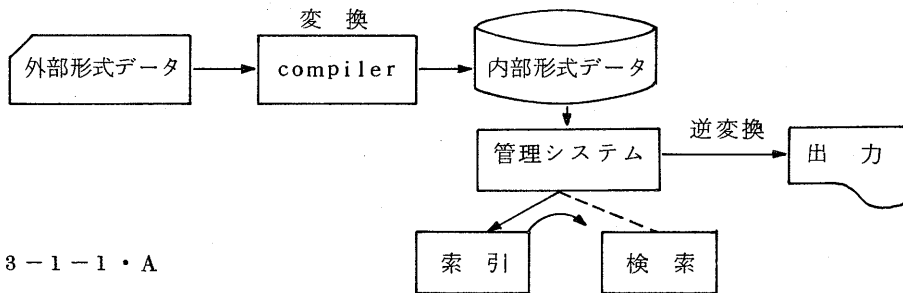 変 換
外部形式データ
compiler
内部形式データ
管理システム
逆変換
出 力
索 引
検 索
3－1－1・A